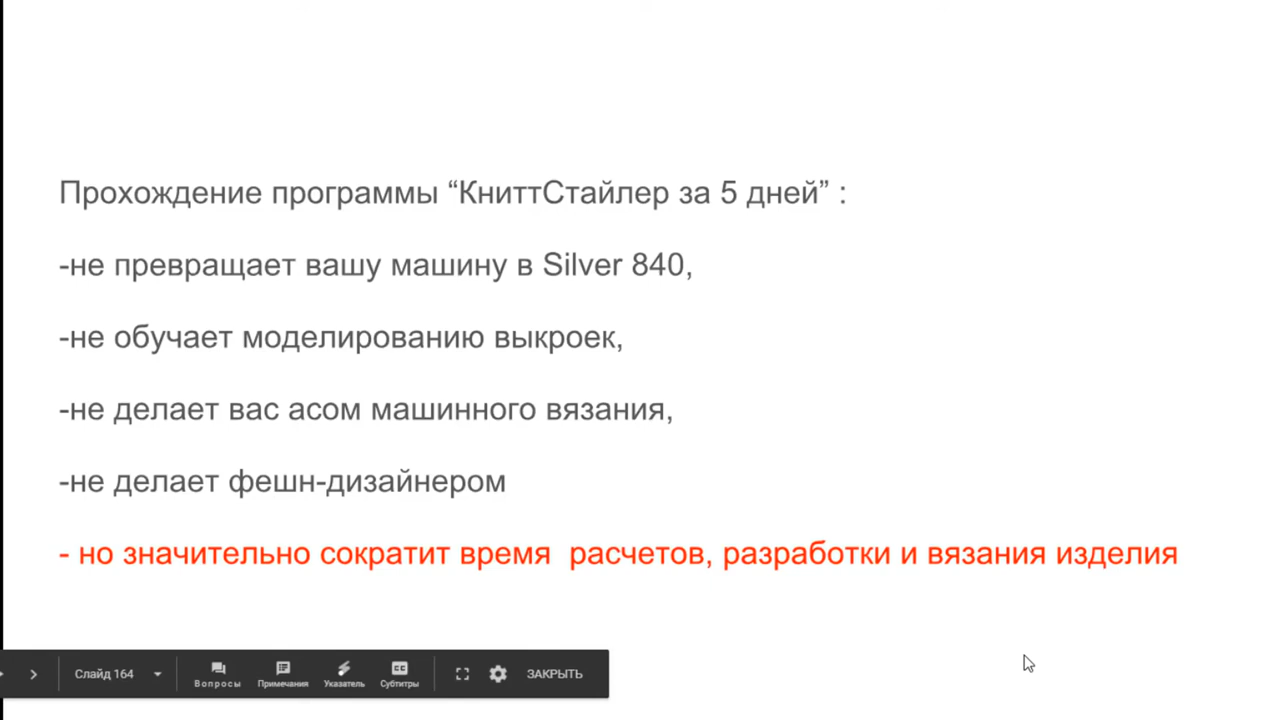 Прохождение программы “КниттСтайлер за 5 дней” :
-не превращает вашу машину в Silver 840,
-не обучает моделированию выкроек,
-не делает вас асом машинного вязания,
-не делает фешн-дизайнером
- но значительно сократит время  расчетов, разработки и вязания изделия
Слайд 164 Вопросы Примечания Указатель CC Субтитры ЗАКРЫТЬ